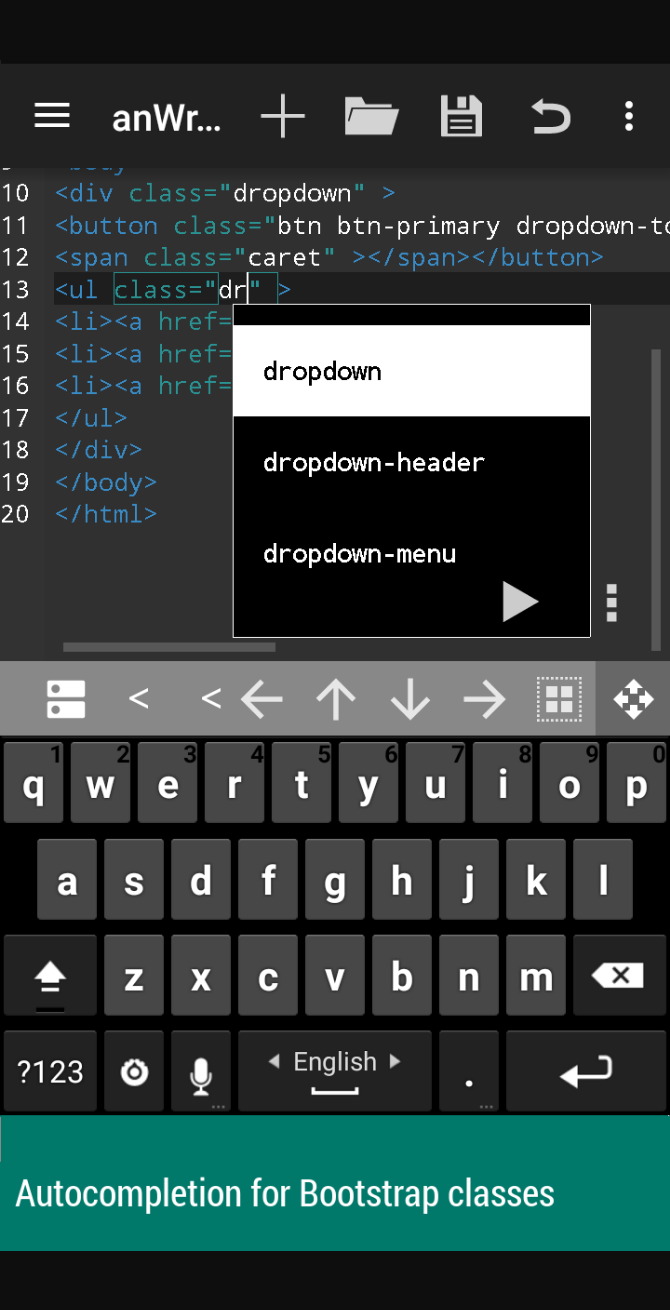 anWr...
10 <div class="dropdown" >
11 <button class="btn btn-primary dropdown-to
12 <span class="caret" ></span></button>
13 <ul class="dr" >
14 <li><a href=
15 <li><a href=
16 <li><a href=
17 </ul>
18 </div>
19 </body>
20 </html>
dropdown
dropdown-header
dropdown-menu
< <
1 2 3 4 5 6 7 8 9 0
q w e r t y u i o p
a s d f g h j k l
z x c v b n m
?123 English .
Autocompletion for Bootstrap classes